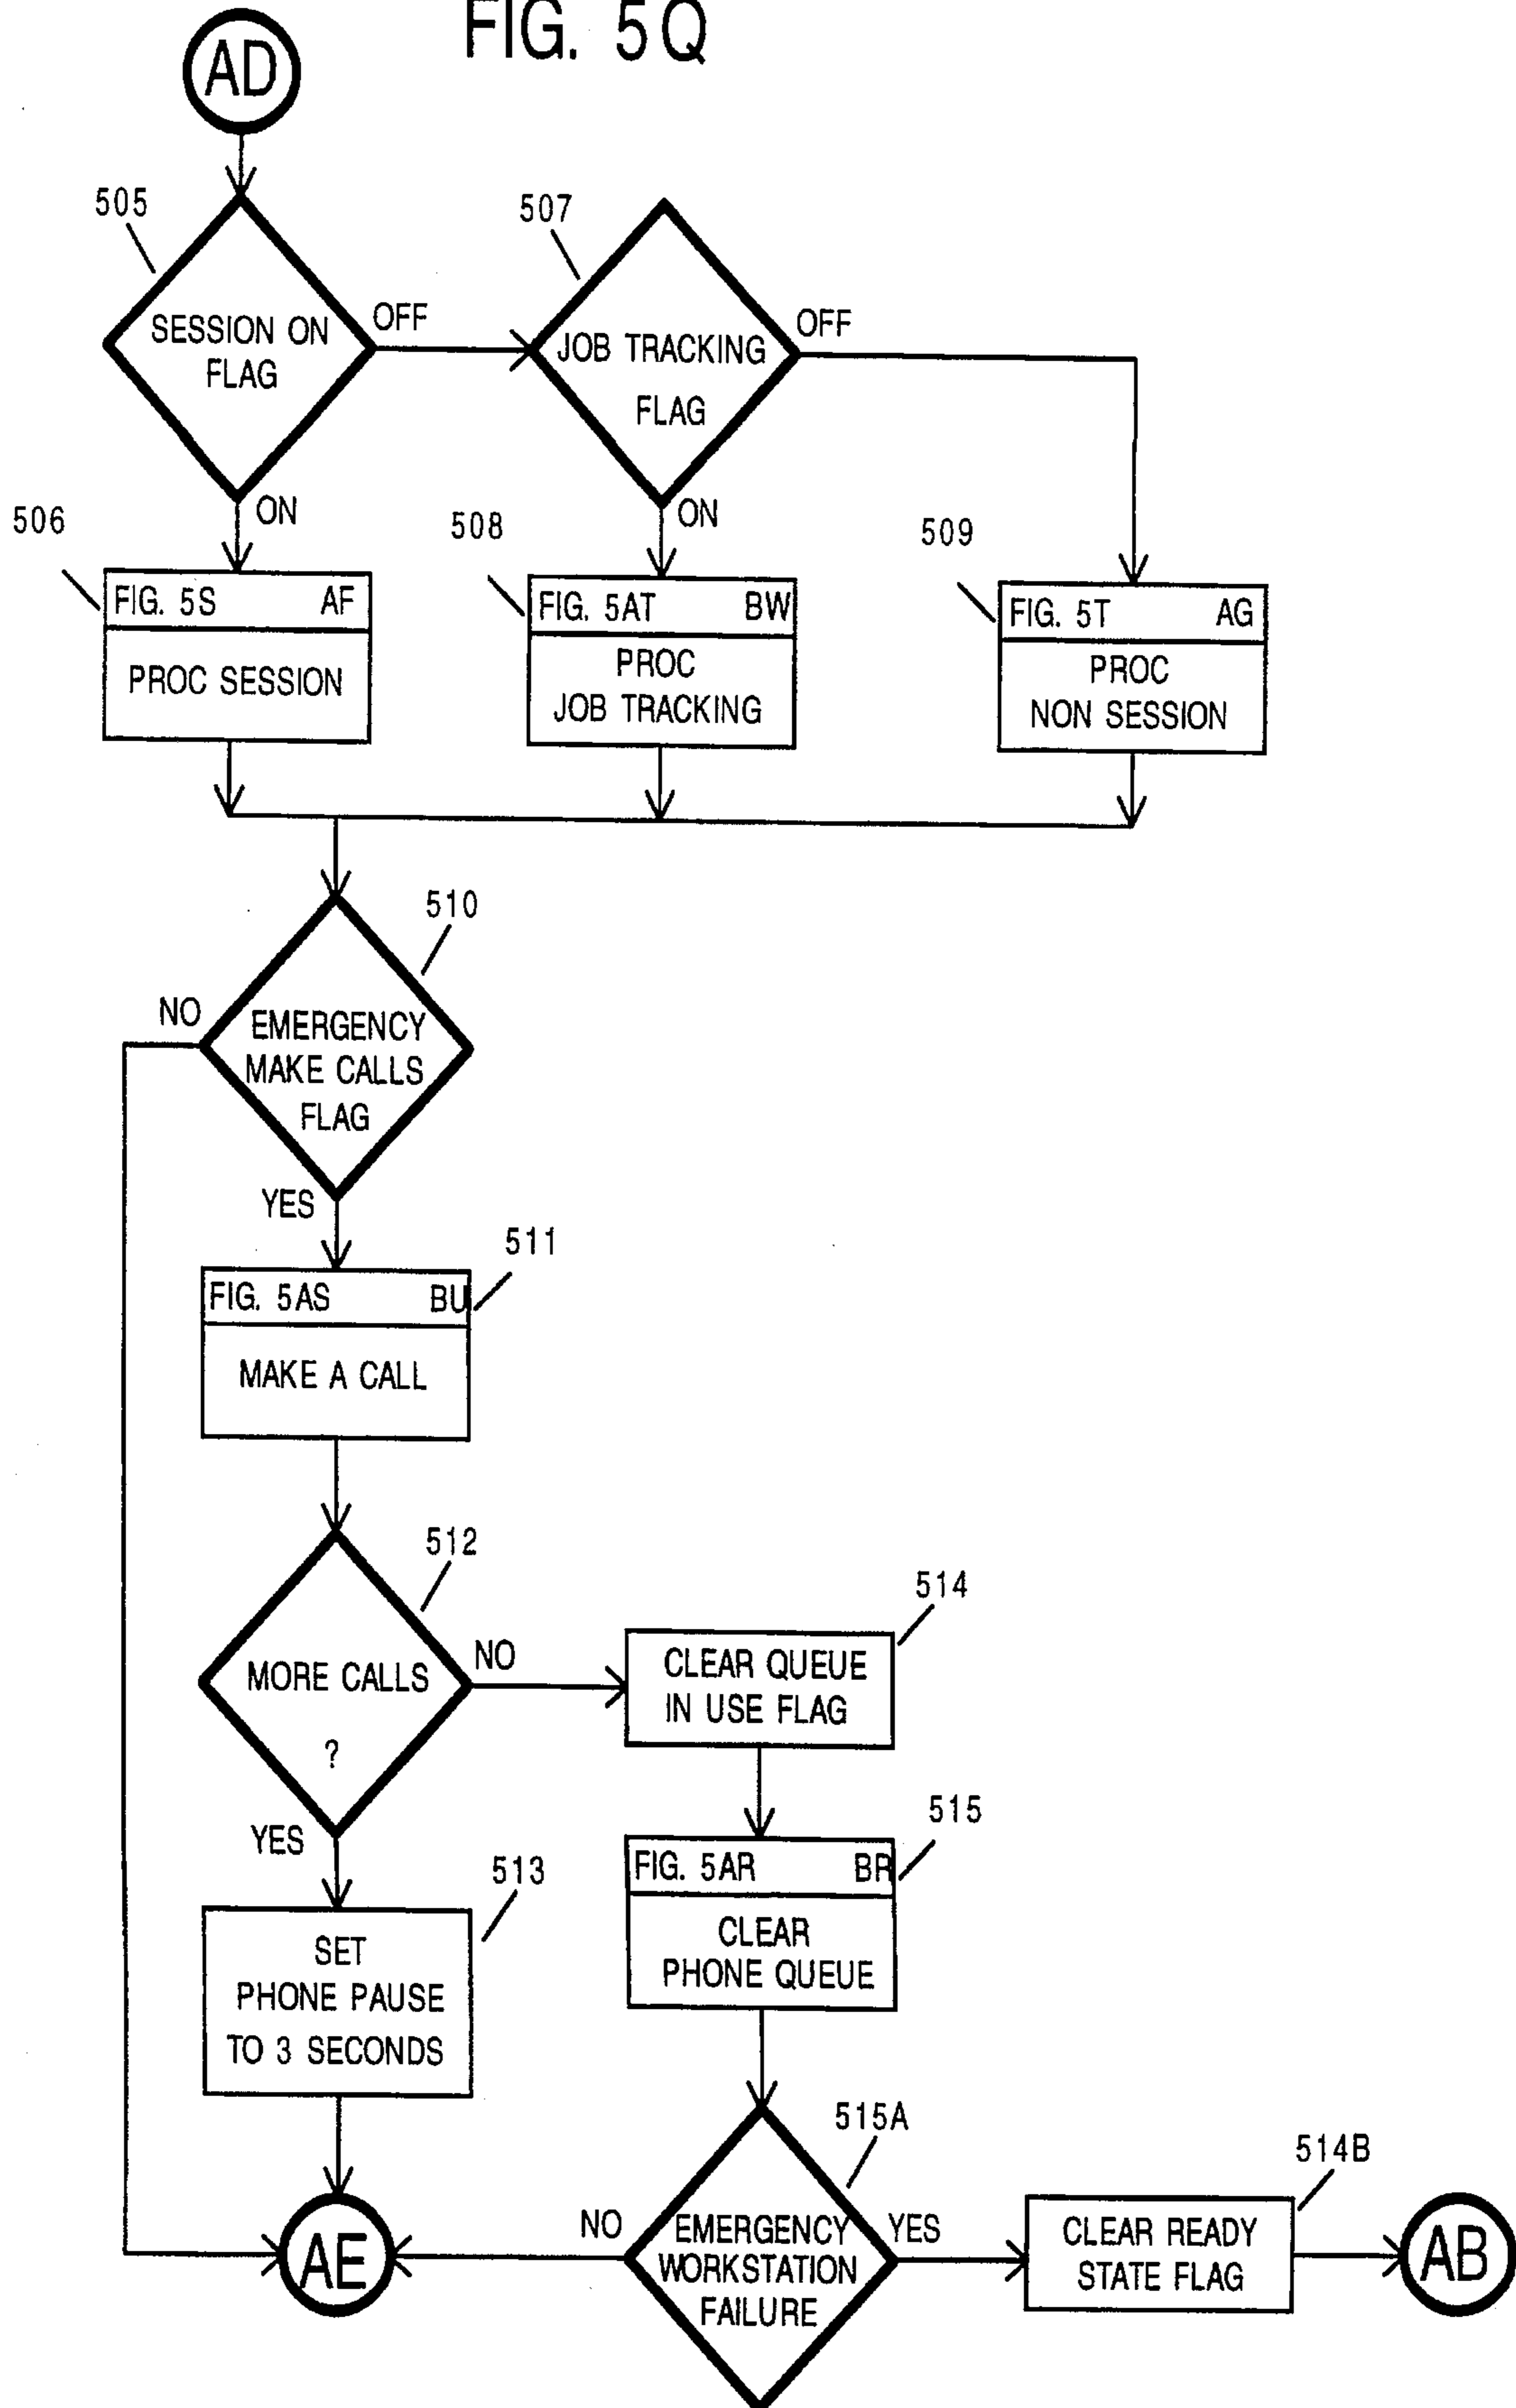 FIG. 5Q
AD
505
507
SESSION ON
FLAG
OFF
JOB TRACKING
FLAG
OFF
ON
ON
506
508
509
FIG. 5S AF
PROC SESSION
FIG. 5AT BW
PROC
JOB TRACKING
FIG. 5T AG
PROC
NON SESSION
510
NO
EMERGENCY
MAKE CALLS
FLAG
YES
511
FIG. 5AS BU
MAKE A CALL
512
MORE CALLS
?
NO
514
CLEAR QUEUE
IN USE FLAG
YES
515
513
FIG. 5AR BR
CLEAR
PHONE QUEUE
SET
PHONE PAUSE
TO 3 SECONDS
515A
514B
AE
NO
EMERGENCY
WORKSTATION
FAILURE
YES
CLEAR READY
STATE FLAG
AB